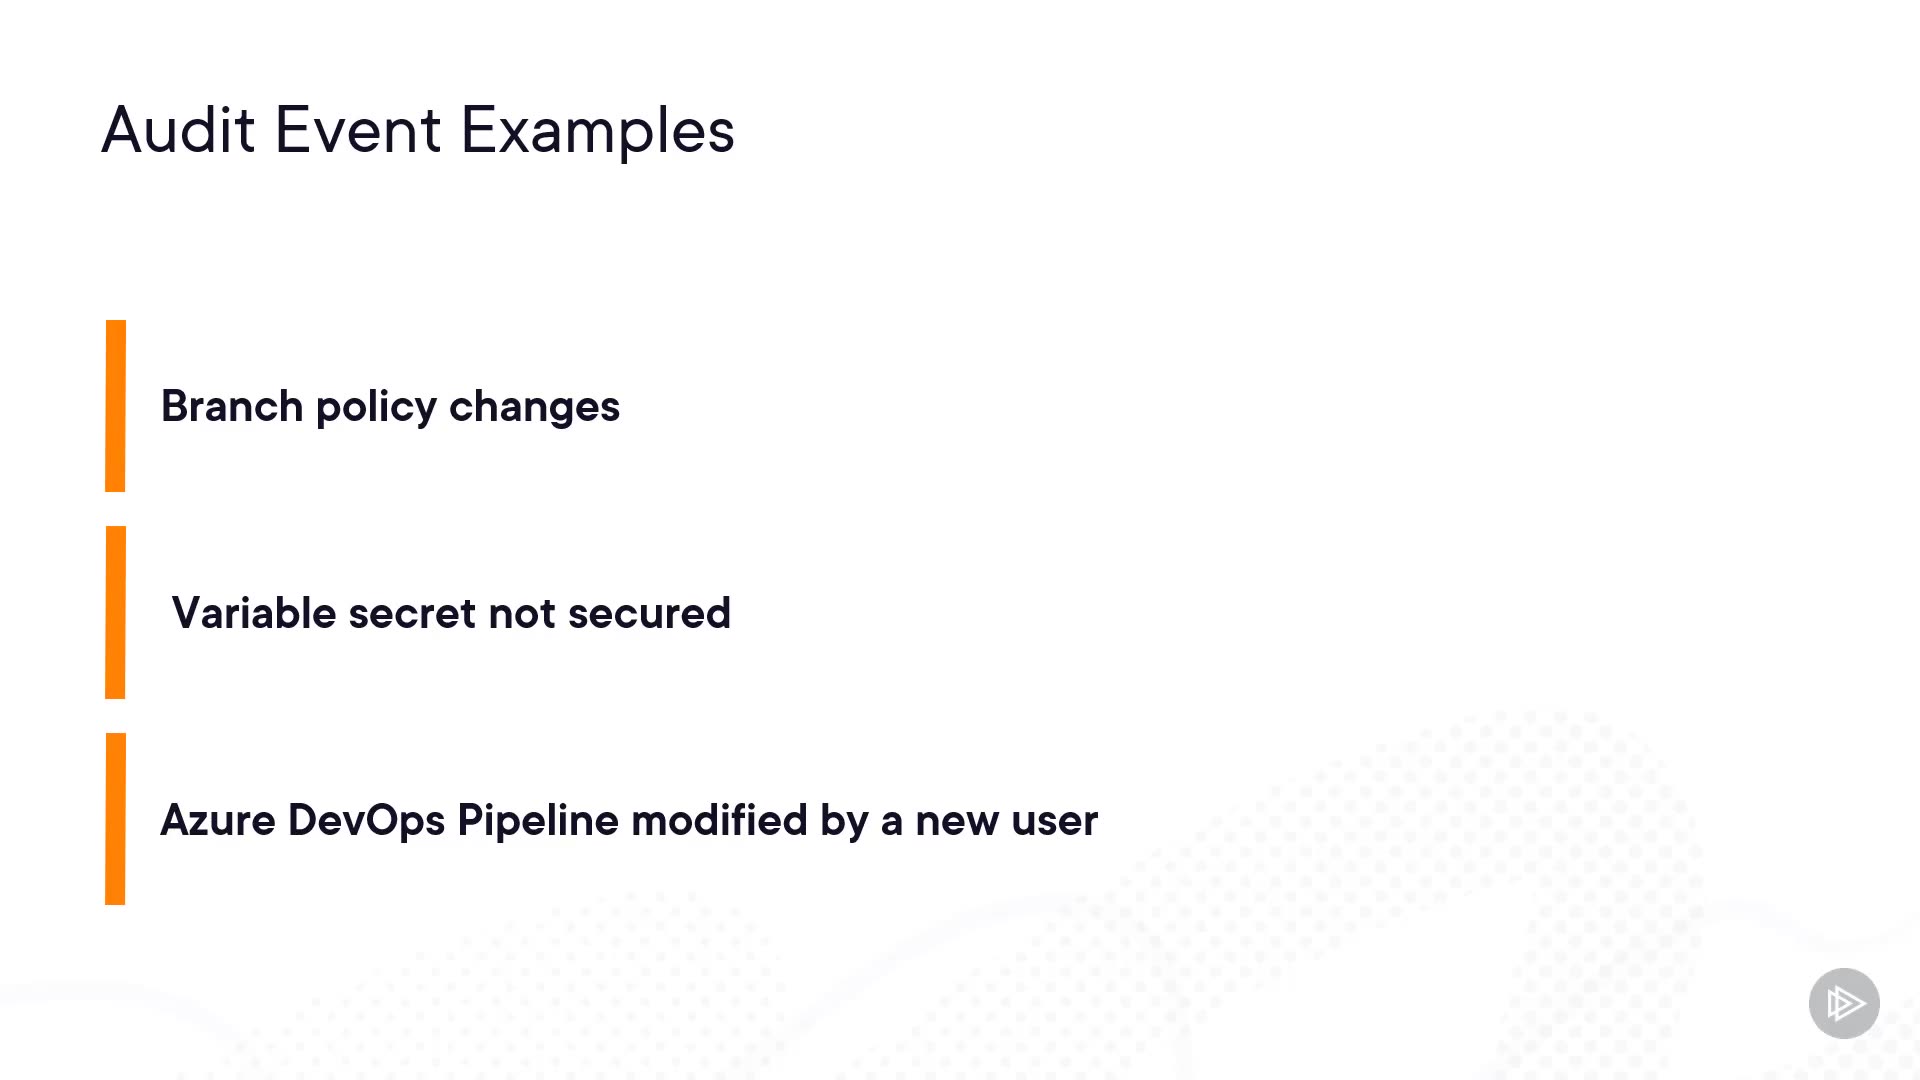 Audit Event Examples
Branch policy changes
Variable secret not secured
Azure DevOps Pipeline modified by a new user